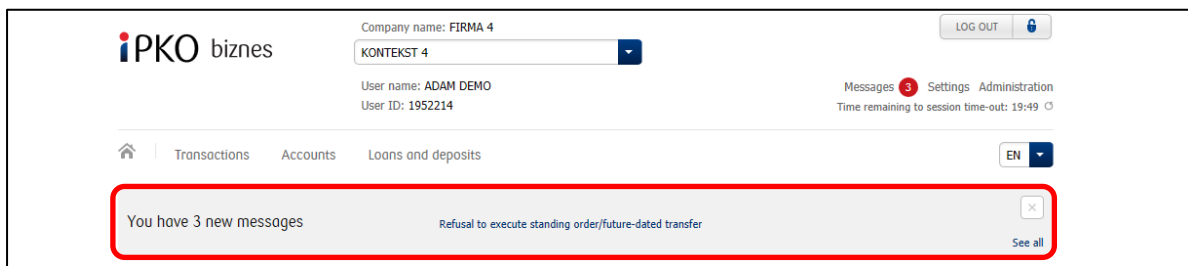 iPKO biznes
Company name: FIRMA 4
KONTEKST 4
User name: ADAM DEMO
User ID: 1952214
LOG OUT
Messages 3 Settings Administration
Time remaining to session time-out: 19:49
Transactions Accounts Loans and deposits
EN
You have 3 new messages
Refusal to execute standing order/future-dated transfer
See all